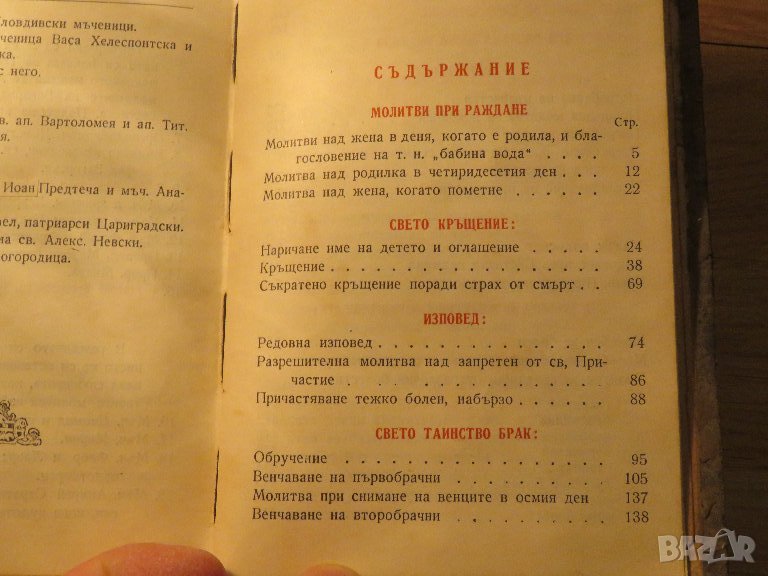 ловдивски мъченици.
ченица Васа Хелеспонтска и
ка.
с него.
в. ап. Вартоломея и ап. Тит.
я.
Иоан Предтеча и мъч. Ана-
ел, патриарси Цариградски.
на св. Алекс. Невски.
огородица.
СЪДЪРЖАНИЕ
МОЛИТВИ ПРИ РАЖДАНЕ
Стр.
Молитви над жена в деня, когато е родила, и бла-
гословение на т. н. „бабина вода“ . . . . 5
Молитва над родилка в четиридесетия ден . . . 12
Молитва над жена, когато пометне . . . . . . 22
СВЕТО КРЪЩЕНИЕ:
Наричане име на детето и оглашение . . . . . 24
Кръщение . . . . . . . . . . . . . . . . 38
Съкратено кръщение поради страх от смърт . . 69
ИЗПОВЕД:
Редовна изповед . . . . . . . . . . . . . 74
Разрешителна молитва над запретен от св, При-
частие . . . . . . . . . . . . . . . 86
Причастяване тежко болен, набързо . . . . . . 88
СВЕТО ТАИНСТВО БРАК:
Обручение . . . . . . . . . . . . . . . 95
Венчаване на първобрачни . . . . . . . . . 105
Молитва при снимане на венците в осмия ден 137
Венчаване на второбрачни . . . . . . . . . 138
BAZAR